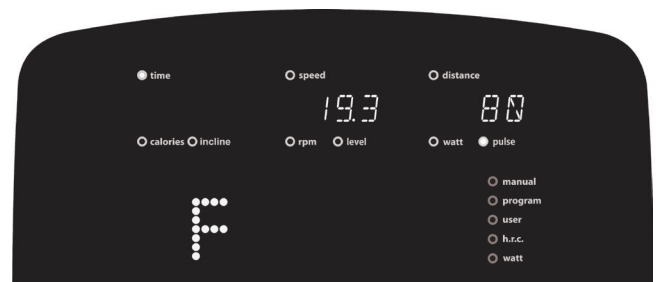 time speed distance
19.3 80
calories incline rpm level watt pulse
manual
program
user
h.r.c.
watt
F